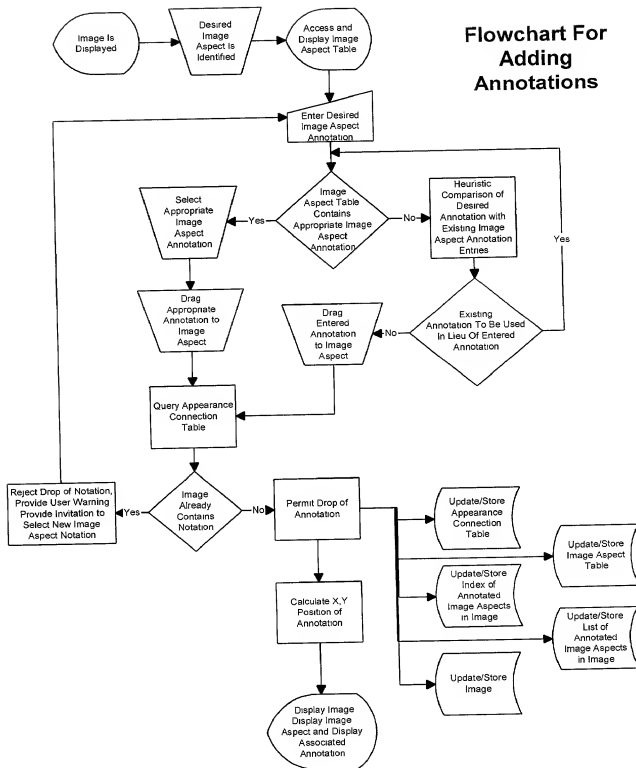 Flowchart For
Adding
Annotations
Image Is
Displayed
Desired
Image
Aspect Is
Identified
Access and
Display Image
Aspect Table
Enter Desired
Image Aspect
Annotation
Image
Aspect Table
Contains
Appropriate Image
Aspect
Annotation
Yes
No
Select
Appropriate
Image
Aspect
Annotation
Heuristic
Comparison of
Desired
Annotation with
Existing Image
Aspect Annotation
Entries
Yes
Drag
Appropriate
Annotation to
Image
Aspect
Drag
Entered
Annotation
to Image
Aspect
No
Existing
Annotation To Be Used
In Lieu Of Entered
Annotation
Query Appearance
Connection
Table
Reject Drop of Notation,
Provide User Warning
Provide Invitation to
Select New Image
Aspect Notation
Yes
Image
Already
Contains
Notation
No
Permit Drop of
Annotation
Update/Store
Appearance
Connection
Table
Update/Store
Image Aspect
Table
Update/Store
Index of
Annotated
Image Aspects
in Image
Update/Store
List of
Annotated
Image Aspects
in Image
Update/Store
Image
Calculate X,Y
Position of
Annotation
Display Image
Display Image
Aspect and Display
Associated
Annotation